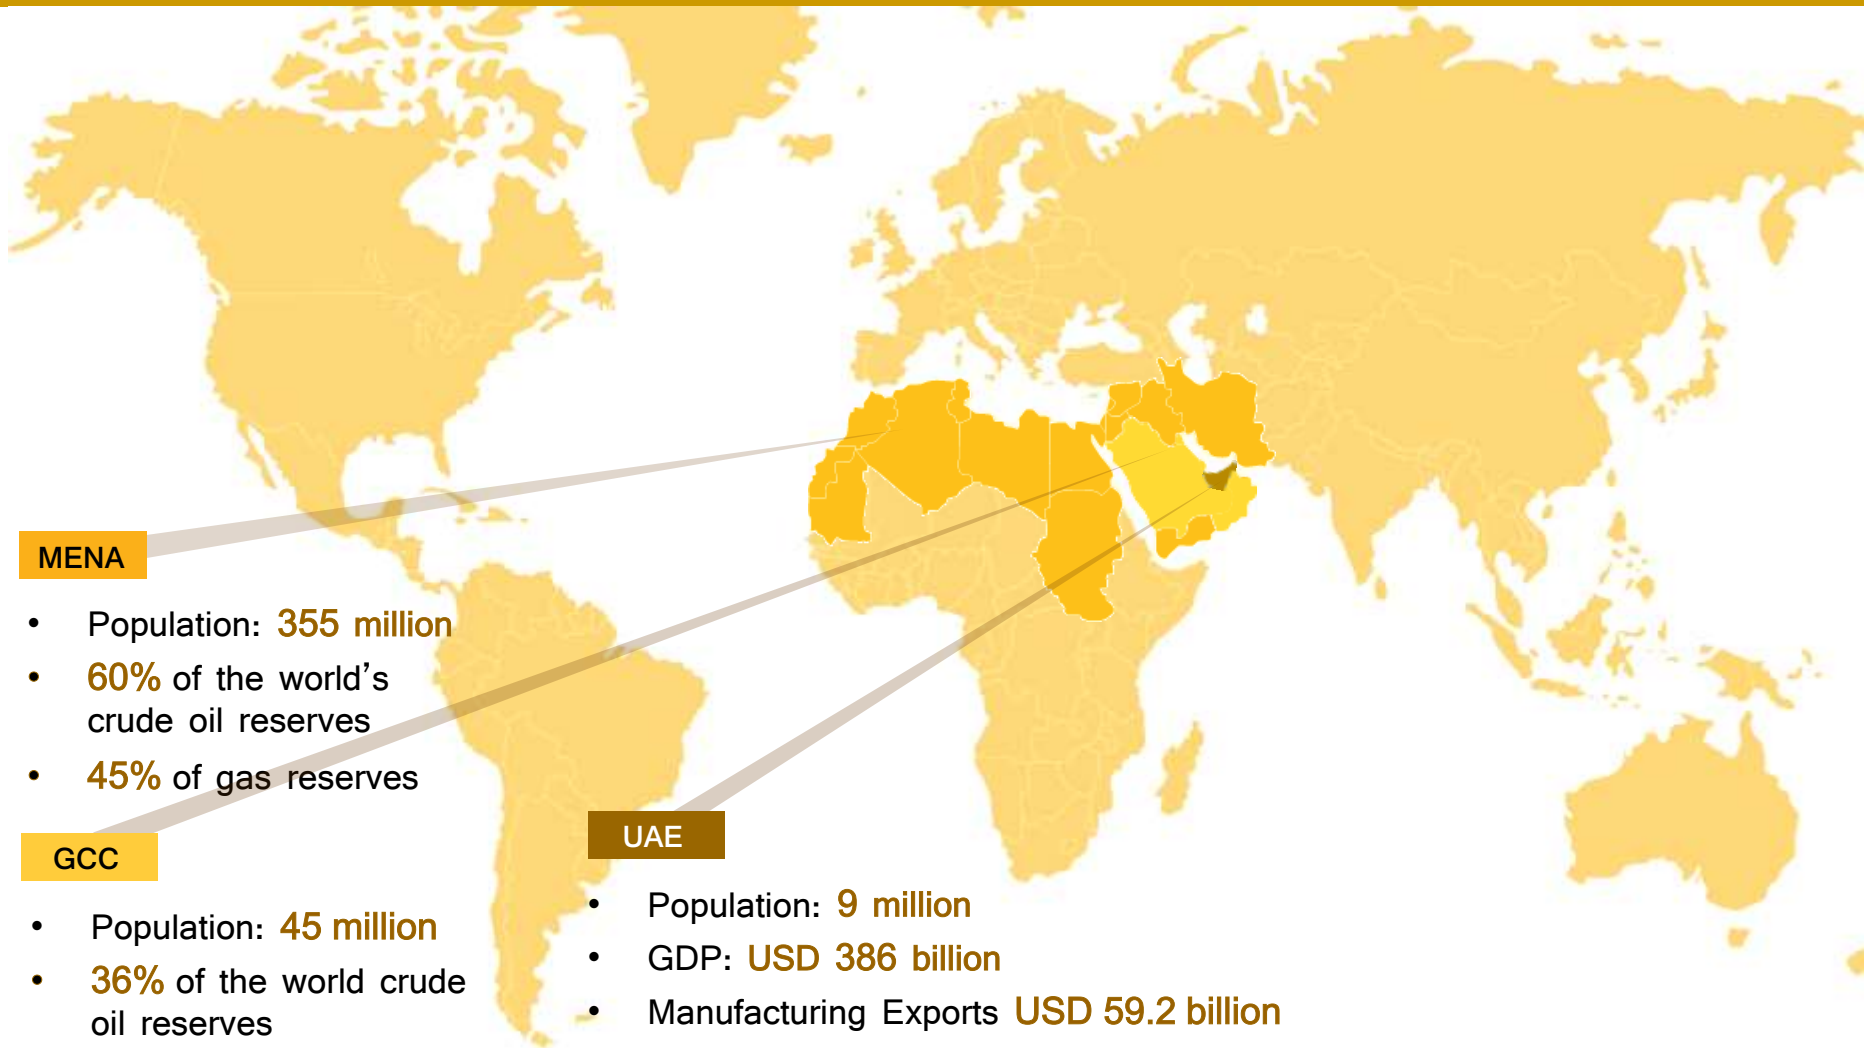 MENA
• Population: 355 million
• 60% of the world’s
crude oil reserves
• 45% of gas reserves
GCC
• Population: 45 million
• 36% of the world crude
oil reserves
UAE
• Population: 9 million
• GDP: USD 386 billion
• Manufacturing Exports USD 59.2 billion